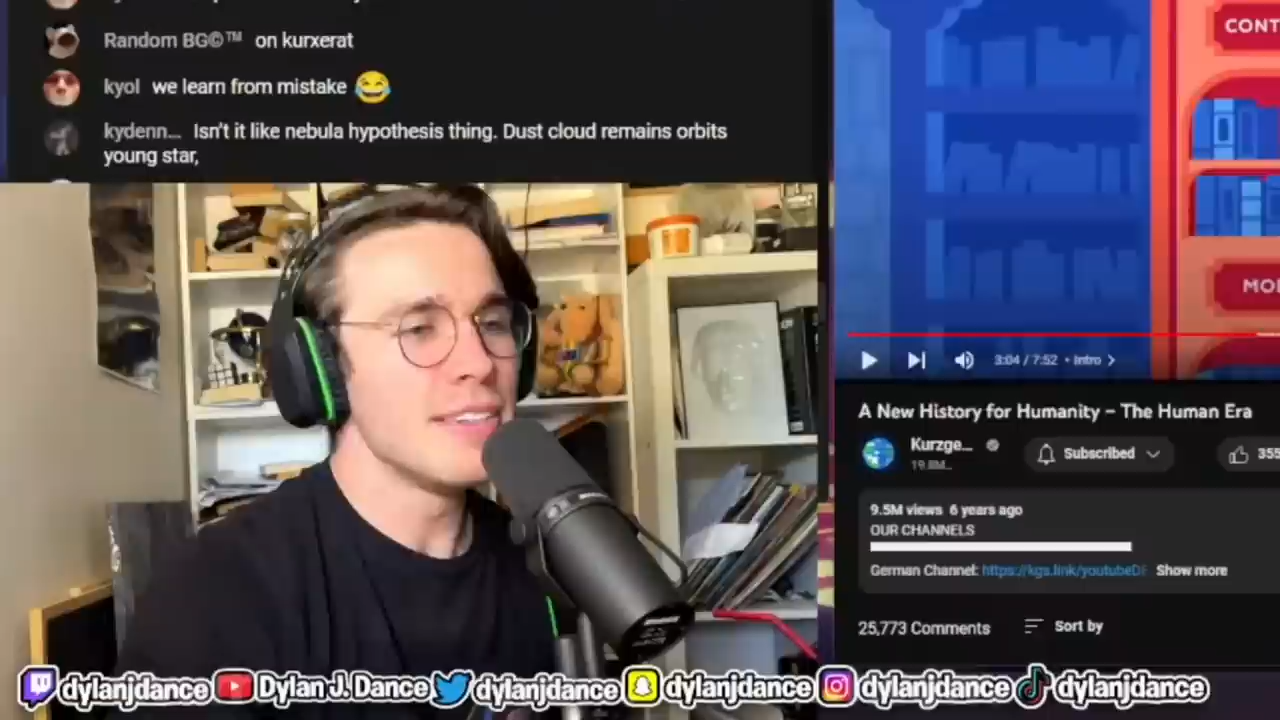 Random BG©™ on kurxerat
kyol we learn from mistake 😂
kydenn... Isn't it like nebula hypothesis thing. Dust cloud remains orbits
young star,
CONT
MO
3:04 / 7:52 • Intro >
A New History for Humanity – The Human Era
Kurzge...
Subscribed
355
9.5M views 6 years ago
OUR CHANNELS
German Channel: https://kgs.link/youtubeDE Show more
25,773 Comments
Sort by
dylanjdance Dylan J. Dance dylanjdance dylanjdance dylanjdance dylanjdance